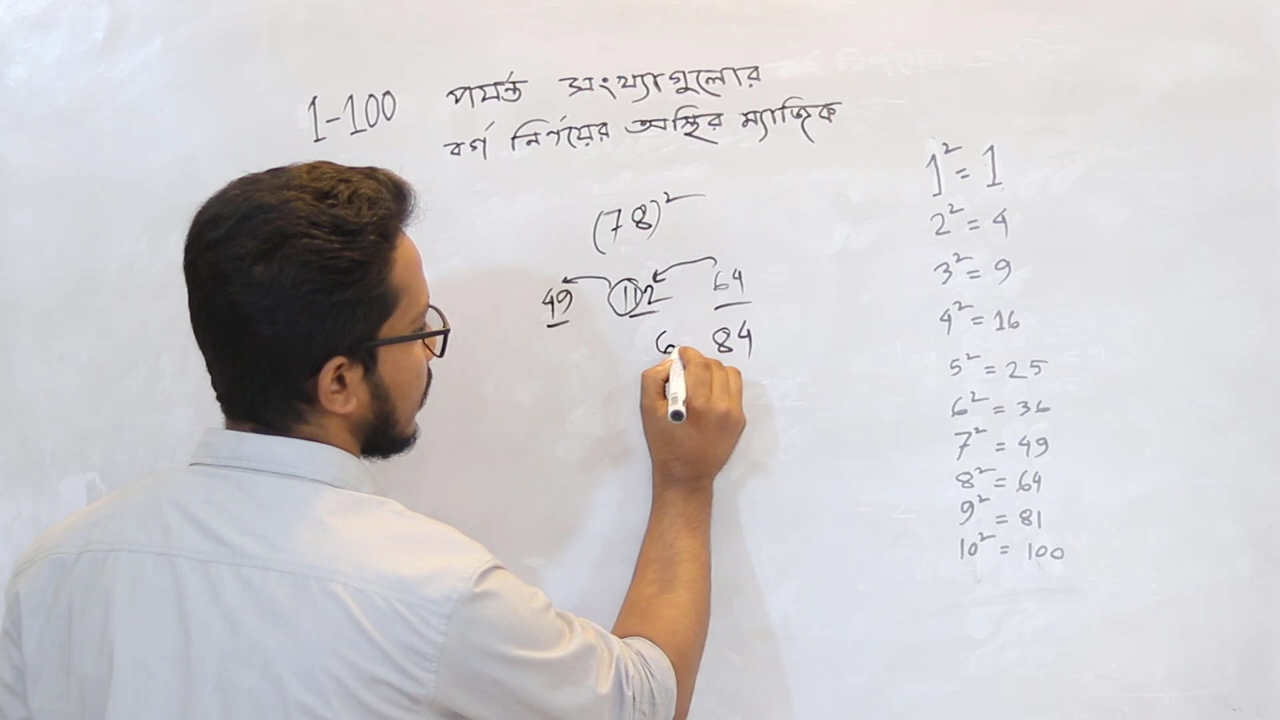 1-100 পর্যন্ত সংখ্যাগুলোর
বর্গ নির্ণয়ের অস্থির ম্যাজিক
(78)²
49 112 64
6 84
1² = 1
2² = 4
3² = 9
4² = 16
5² = 25
6² = 36
7² = 49
8² = 64
9² = 81
10² = 100